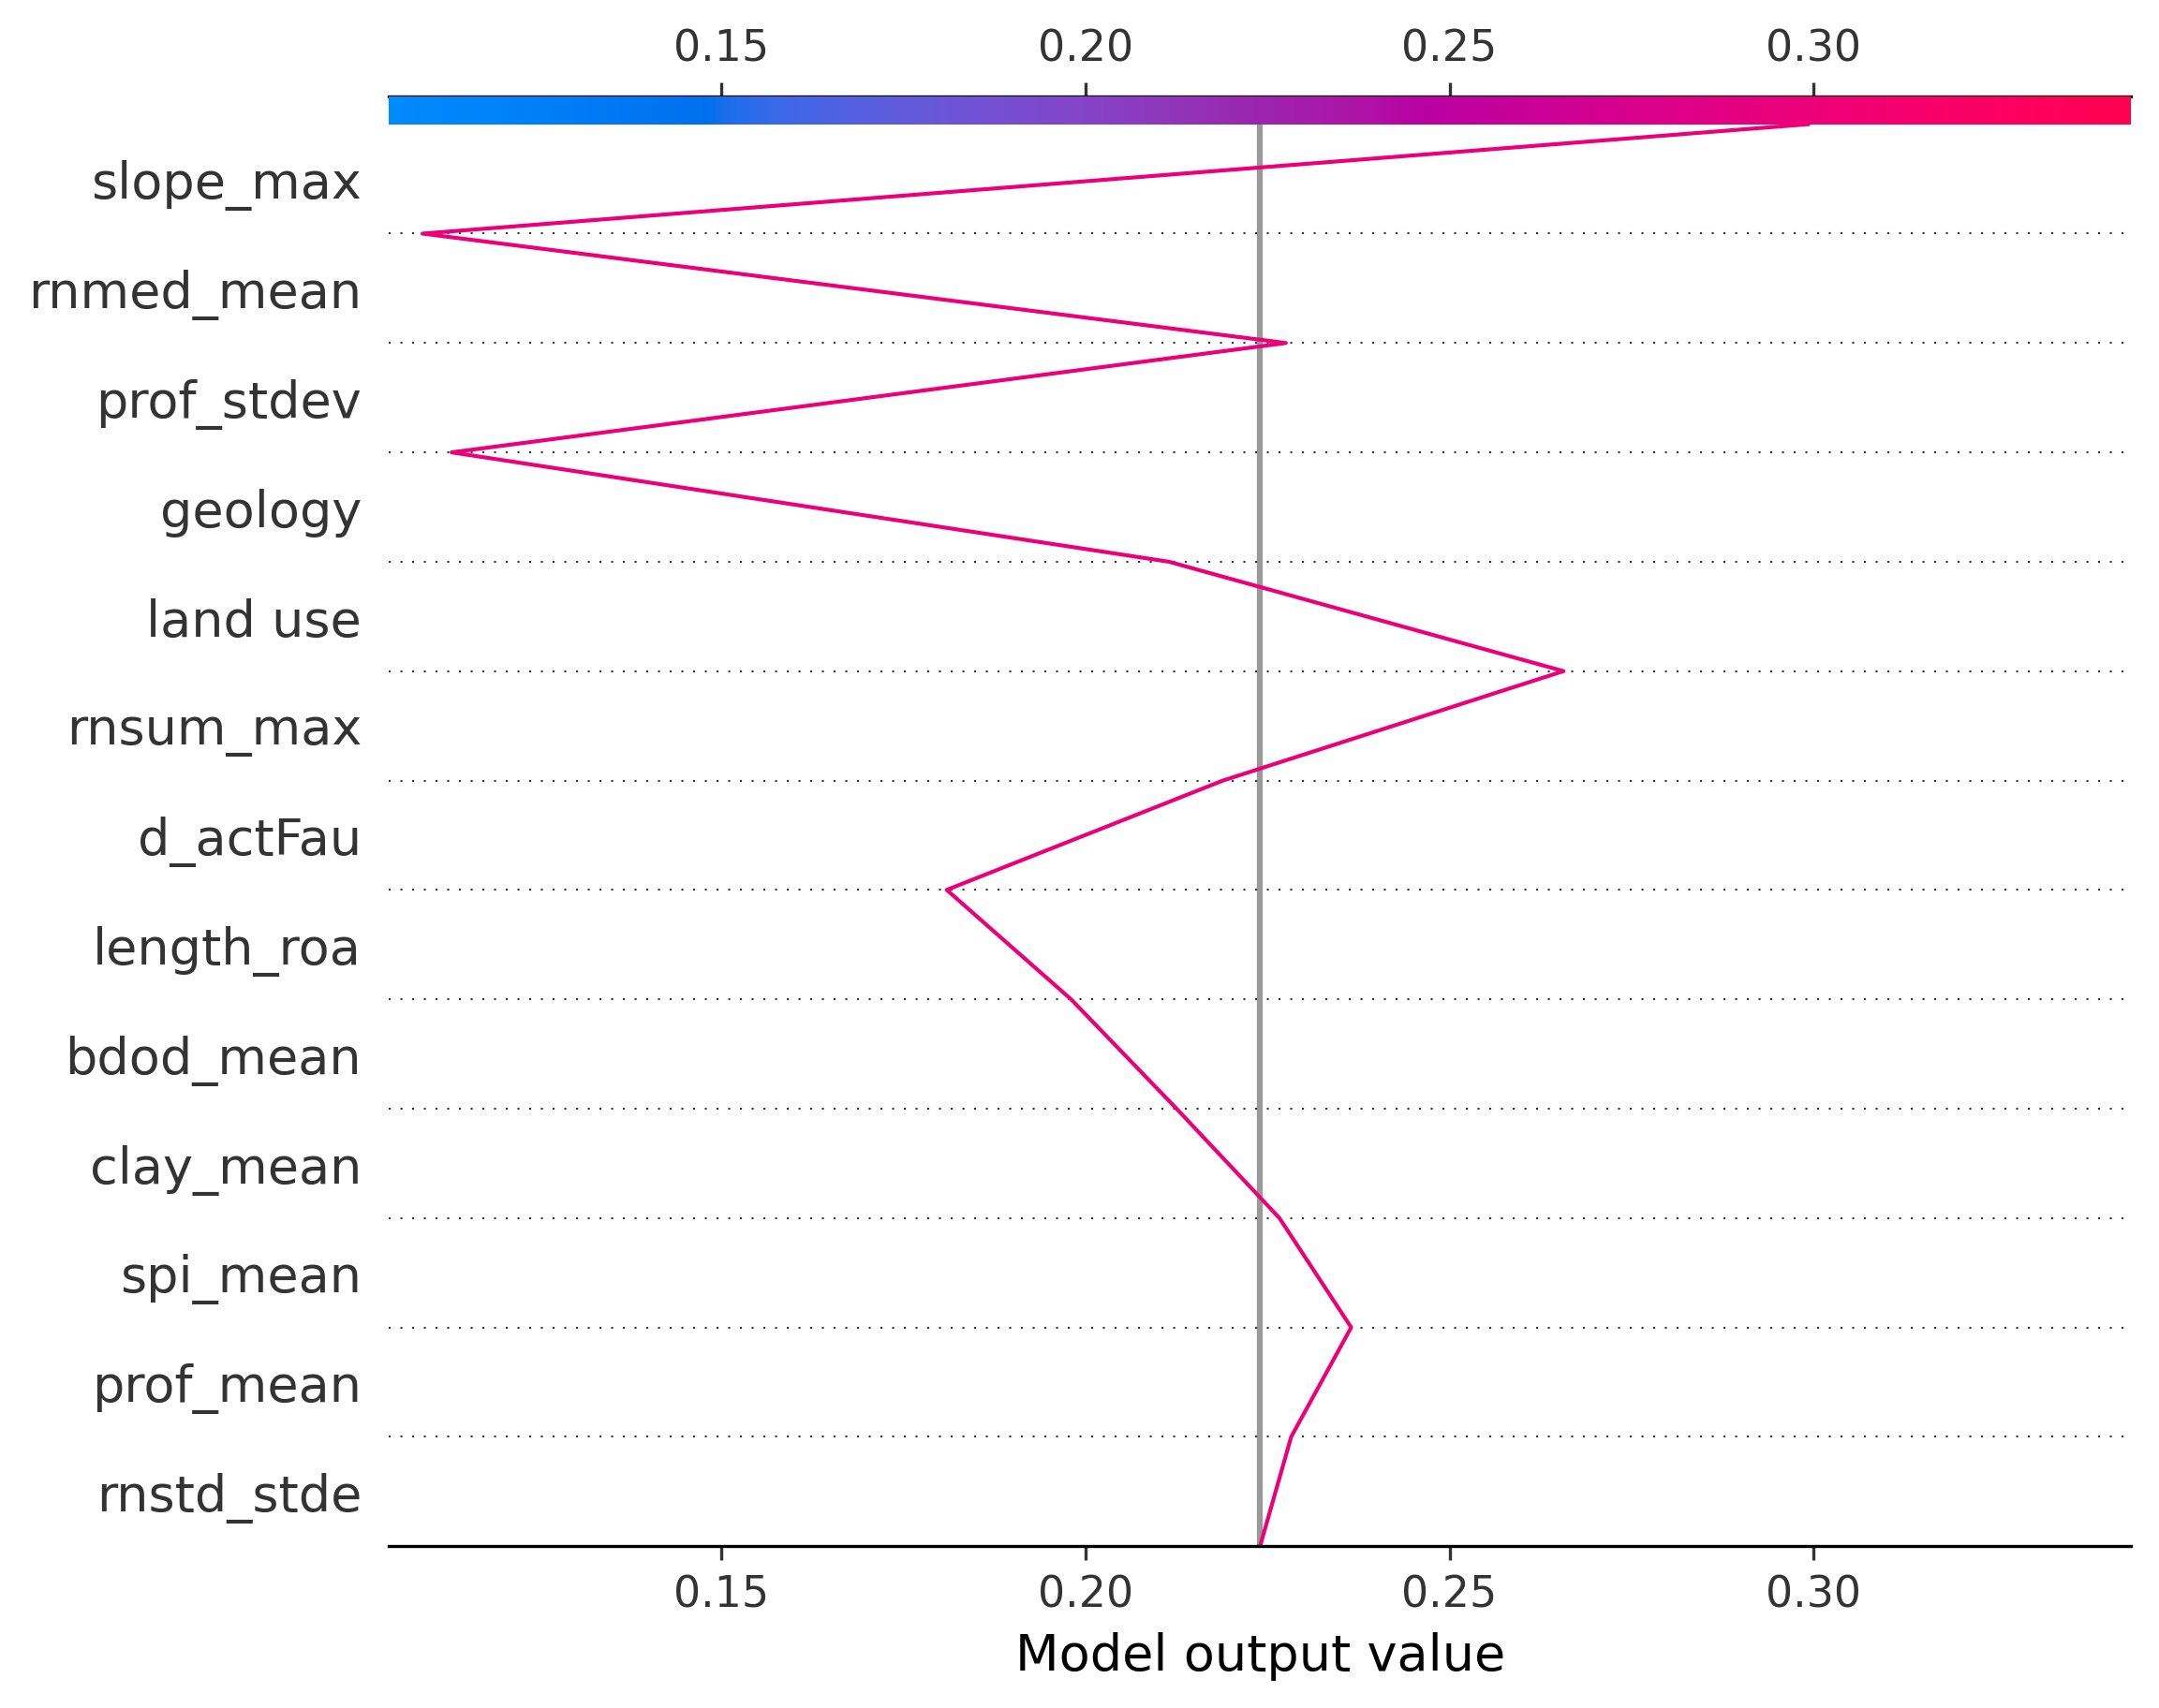 0.15 0.20 0.25 0.30
slope_max
rnmed_mean
prof_stdev
geology
land use
rnsum_max
d_actFau
length_roa
bdod_mean
clay_mean
spi_mean
prof_mean
rnstd_stde
0.15 0.20 0.25 0.30
Model output value